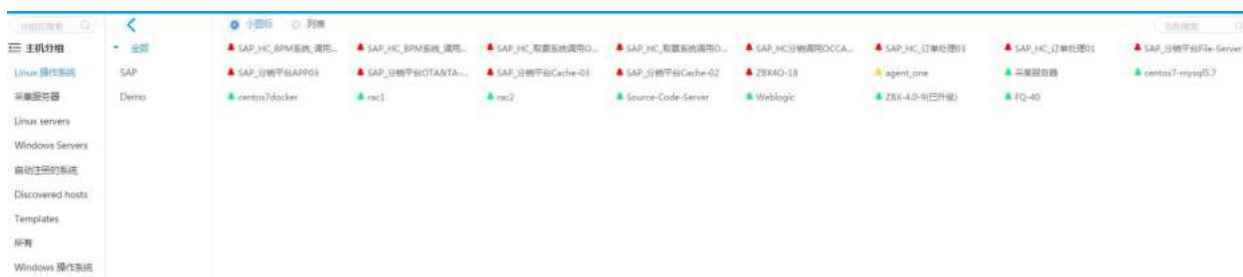 小图标 列表
主机分组
全部
SAP_HC_BPM系统_调用... SAP_HC_BPM系统_调用... SAP_HC_取票系统调用O... SAP_HC_取票系统调用O... SAP_HC分销调用OCCA... SAP_HC_订单处理03 SAP_HC_订单处理01 SAP_分销平台File-Server
Linux 操作系统
SAP
SAP_分销平台APP03 SAP_分销平台OTA&TA-... SAP_分销平台Cache-03 SAP_分销平台Cache-02 ZBX4O-18 agent_one 采集服务器 centos7-mysql5.7
采集服务器
Demo
centos7docker rac1 rac2 Source-Code-Server Weblogic ZBX-4.0-9(已升级) FQ-40
Linux servers
Windows Servers
自动注册的系统
Discovered hosts
Templates
所有
Windows 操作系统